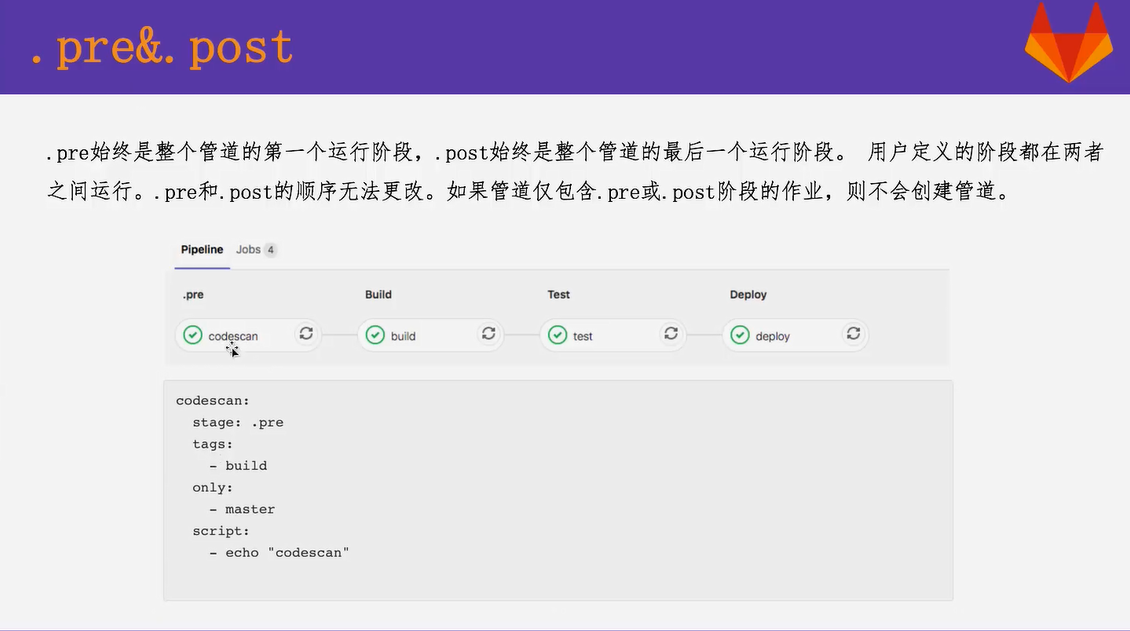 .pre&.post
.pre始终是整个管道的第一个运行阶段，.post始终是整个管道的最后一个运行阶段。 用户定义的阶段都在两者
之间运行。.pre和.post的顺序无法更改。如果管道仅包含.pre或.post阶段的作业，则不会创建管道。
Pipeline Jobs 4
.pre Build Test Deploy
codescan build test deploy
codescan:
  stage: .pre
  tags:
    - build
  only:
    - master
  script:
    - echo "codescan"